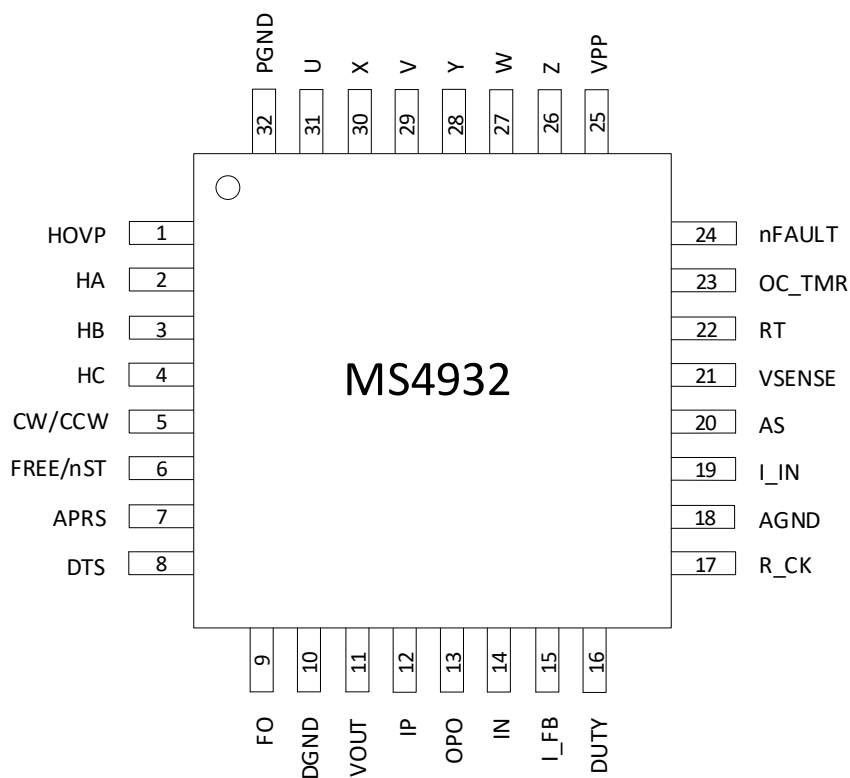 PGND U X V Y W Z VPP
32 31 30 29 28 27 26 25
HOVP 1 24 nFAULT
HA 2 23 OC_TMR
HB 3 22 RT
HC 4 21 VSENSE
MS4932
CW/CCW 5 20 AS
FREE/nST 6 19 I_IN
APRS 7 18 AGND
DTS 8 17 R_CK
9 10 11 12 13 14 15 16
FO DGND VOUT IP OPO IN I_FB DUTY